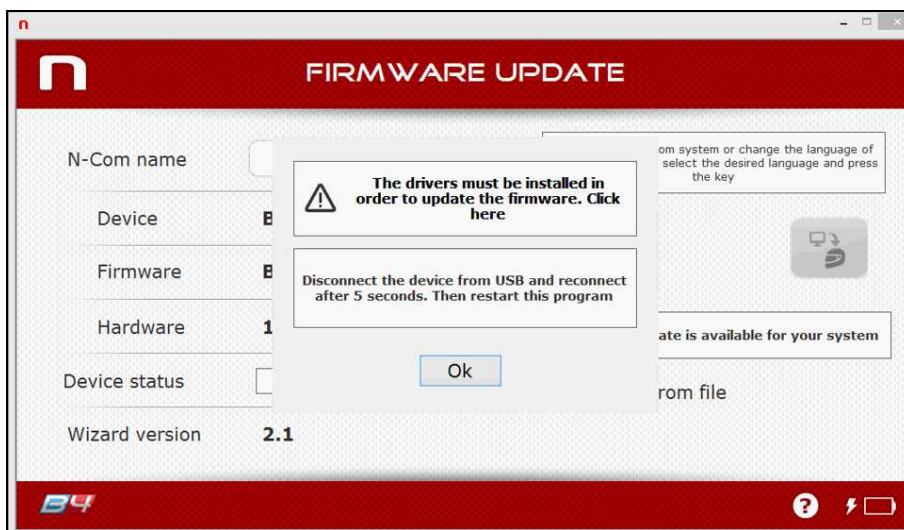 n
n
FIRMWARE UPDATE
N-Com name
om system or change the language of
select the desired language and press
the key
The drivers must be installed in
order to update the firmware. Click
here
Device
B
Firmware
B
Disconnect the device from USB and reconnect
after 5 seconds. Then restart this program
Hardware
1
ate is available for your system
Ok
Device status
rom file
Wizard version
2.1
B4
?